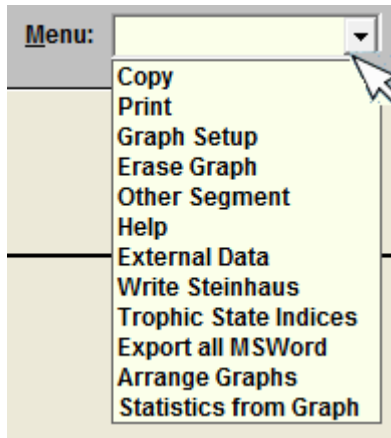 Menu:
Copy
Print
Graph Setup
Erase Graph
Other Segment
Help
External Data
Write Steinhaus
Trophic State Indices
Export all MSWord
Arrange Graphs
Statistics from Graph